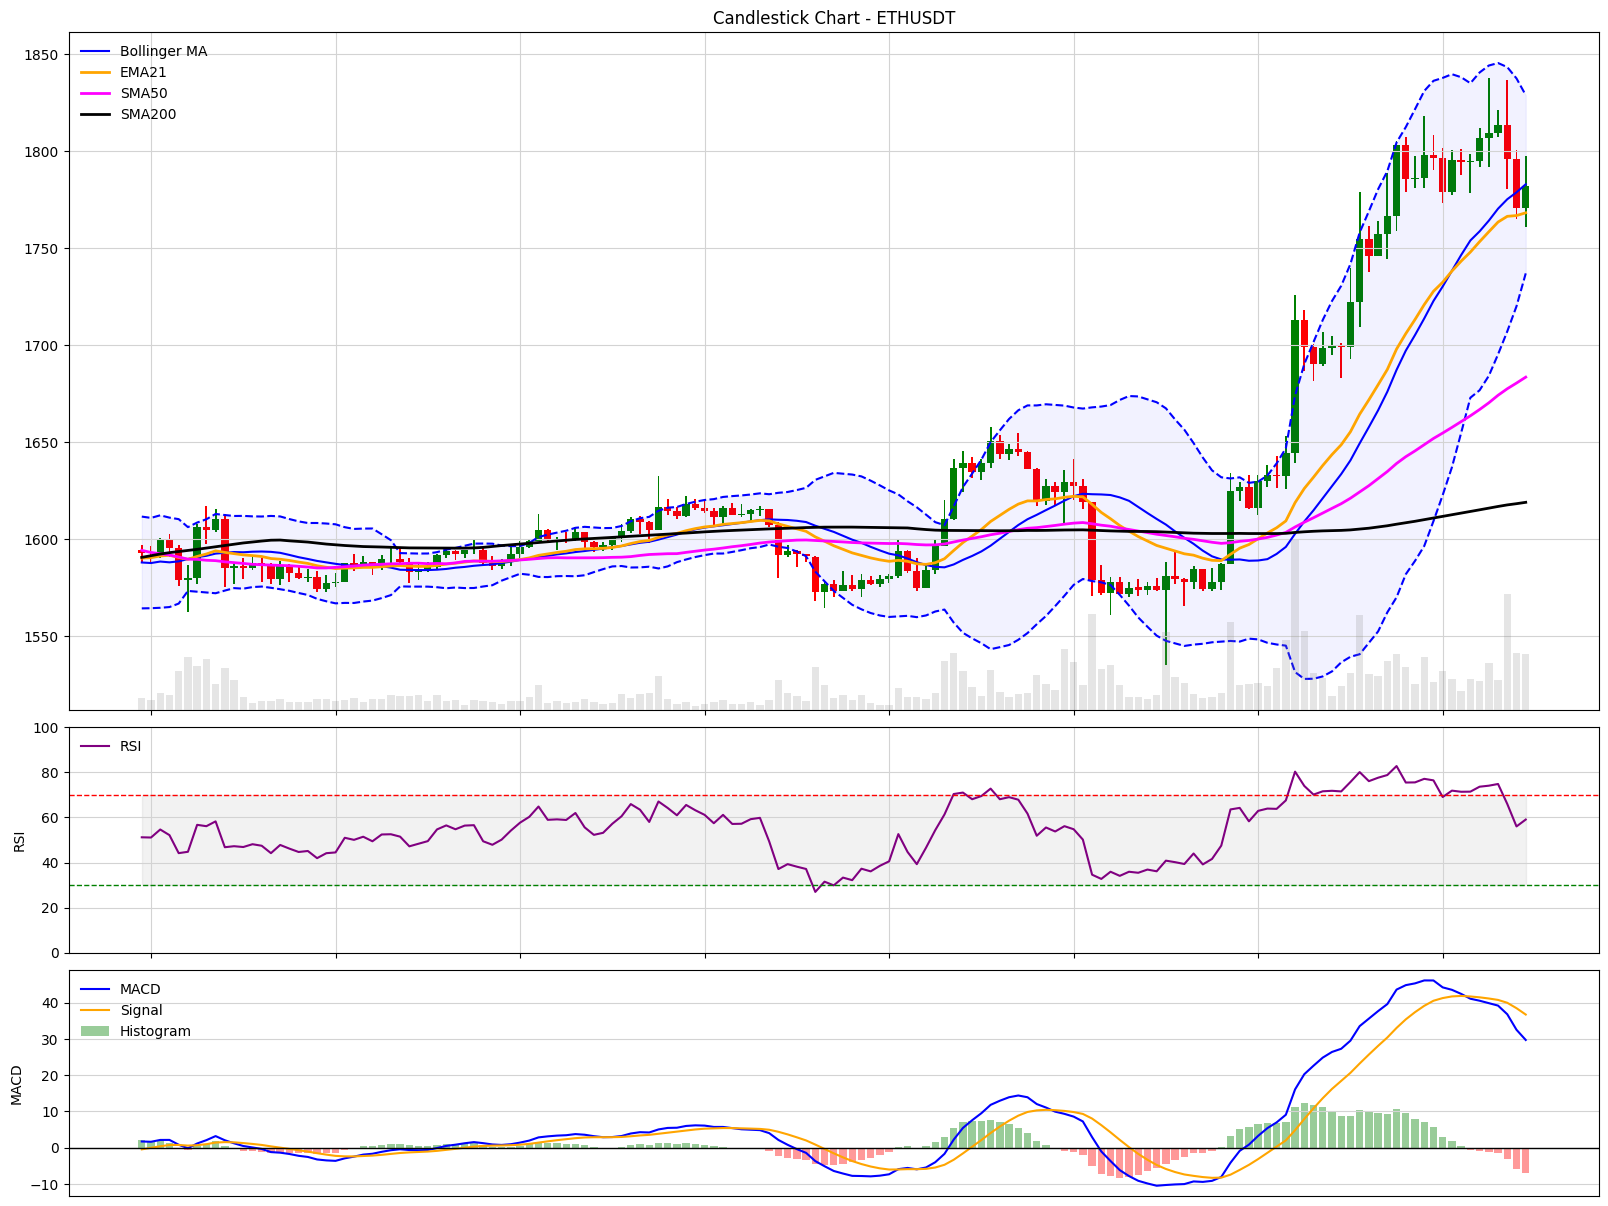 Candlestick Chart - ETHUSDT
Bollinger MA
EMA21
SMA50
SMA200
1850
1800
1750
1700
1650
1600
1550
RSI
100
80
60
40
20
0
RSI
MACD
Signal
Histogram
40
30
20
10
0
−10
MACD